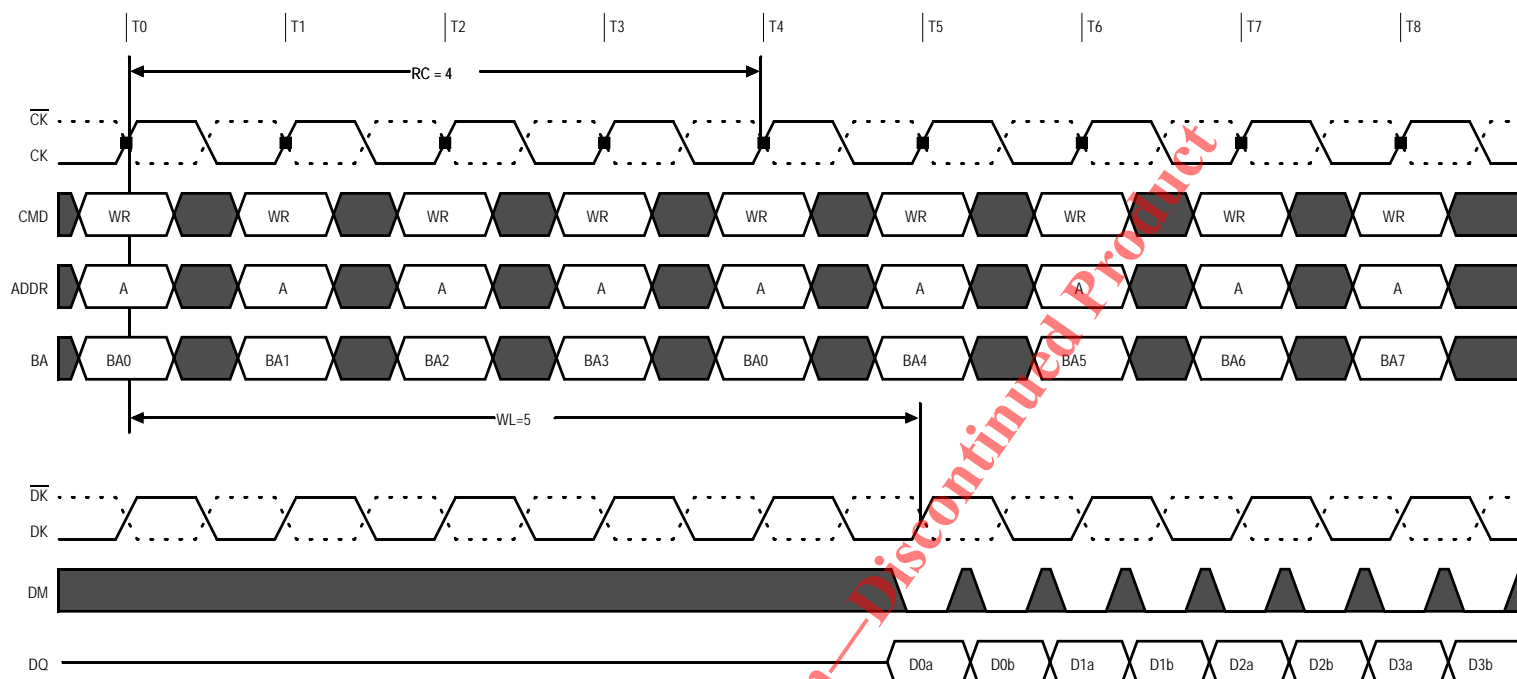 T0 T1 T2 T3 T4 T5 T6 T7 T8
RC = 4
CK
CK
CMD WR WR WR WR WR WR WR WR WR
ADDR A A A A A A A A A
BA BA0 BA1 BA2 BA3 BA0 BA4 BA5 BA6 BA7
WL=5
DK
DK
DM
DQ D0a D0b D1a D1b D2a D2b D3a D3b
—Discontinued Product